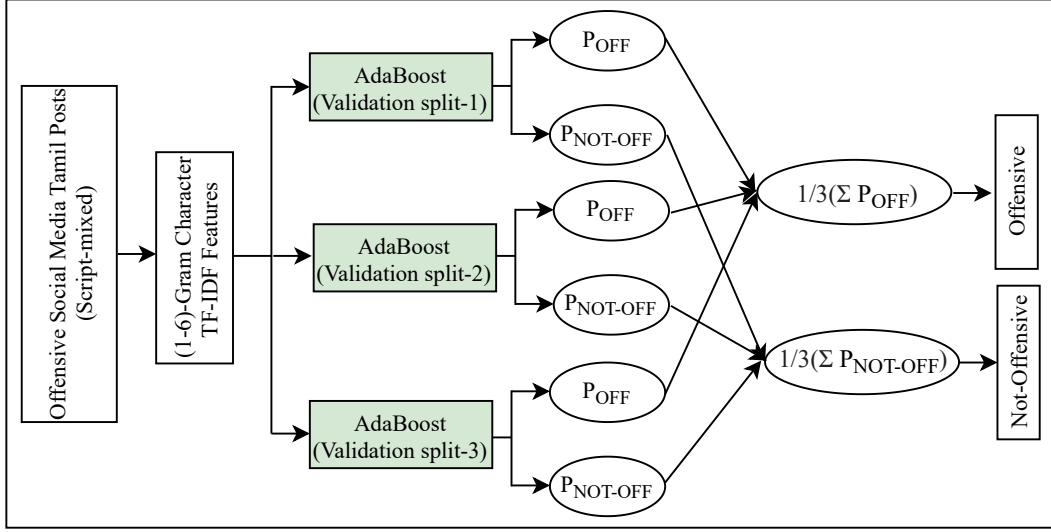 Offensive Social Media Tamil Posts
(Script-mixed)
(1-6)-Gram Character
TF-IDF Features
AdaBoost
(Validation split-1)
P_OFF
P_NOT-OFF
AdaBoost
(Validation split-2)
P_OFF
P_NOT-OFF
AdaBoost
(Validation split-3)
P_OFF
P_NOT-OFF
1/3(Σ P_OFF)
1/3(Σ P_NOT-OFF)
Offensive
Not-Offensive